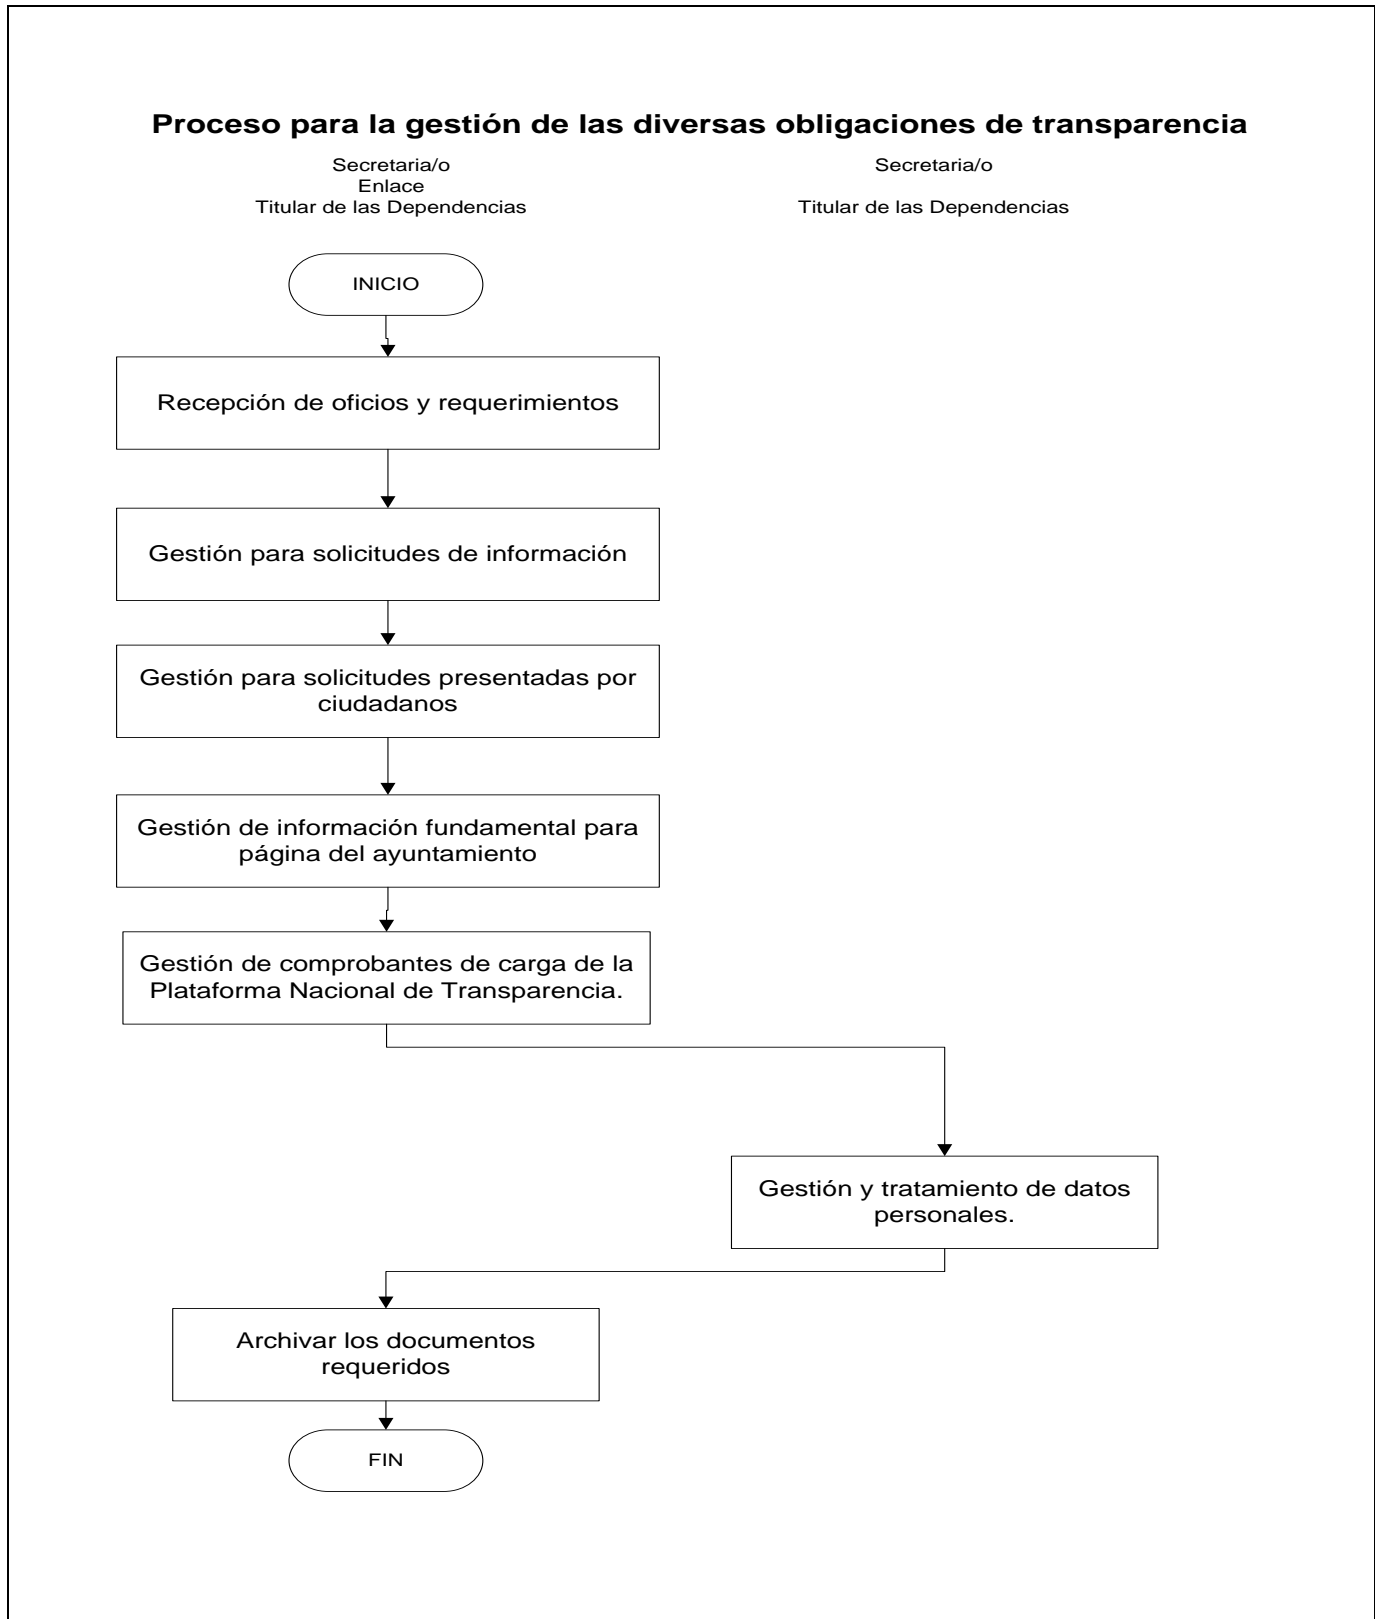 Proceso para la gestión de las diversas obligaciones de transparencia
Secretaria/o
Enlace
Titular de las Dependencias
Secretaria/o
Titular de las Dependencias
INICIO
Recepción de oficios y requerimientos
Gestión para solicitudes de información
Gestión para solicitudes presentadas por
ciudadanos
Gestión de información fundamental para
página del ayuntamiento
Gestión de comprobantes de carga de la
Plataforma Nacional de Transparencia.
Gestión y tratamiento de datos
personales.
Archivar los documentos
requeridos
FIN